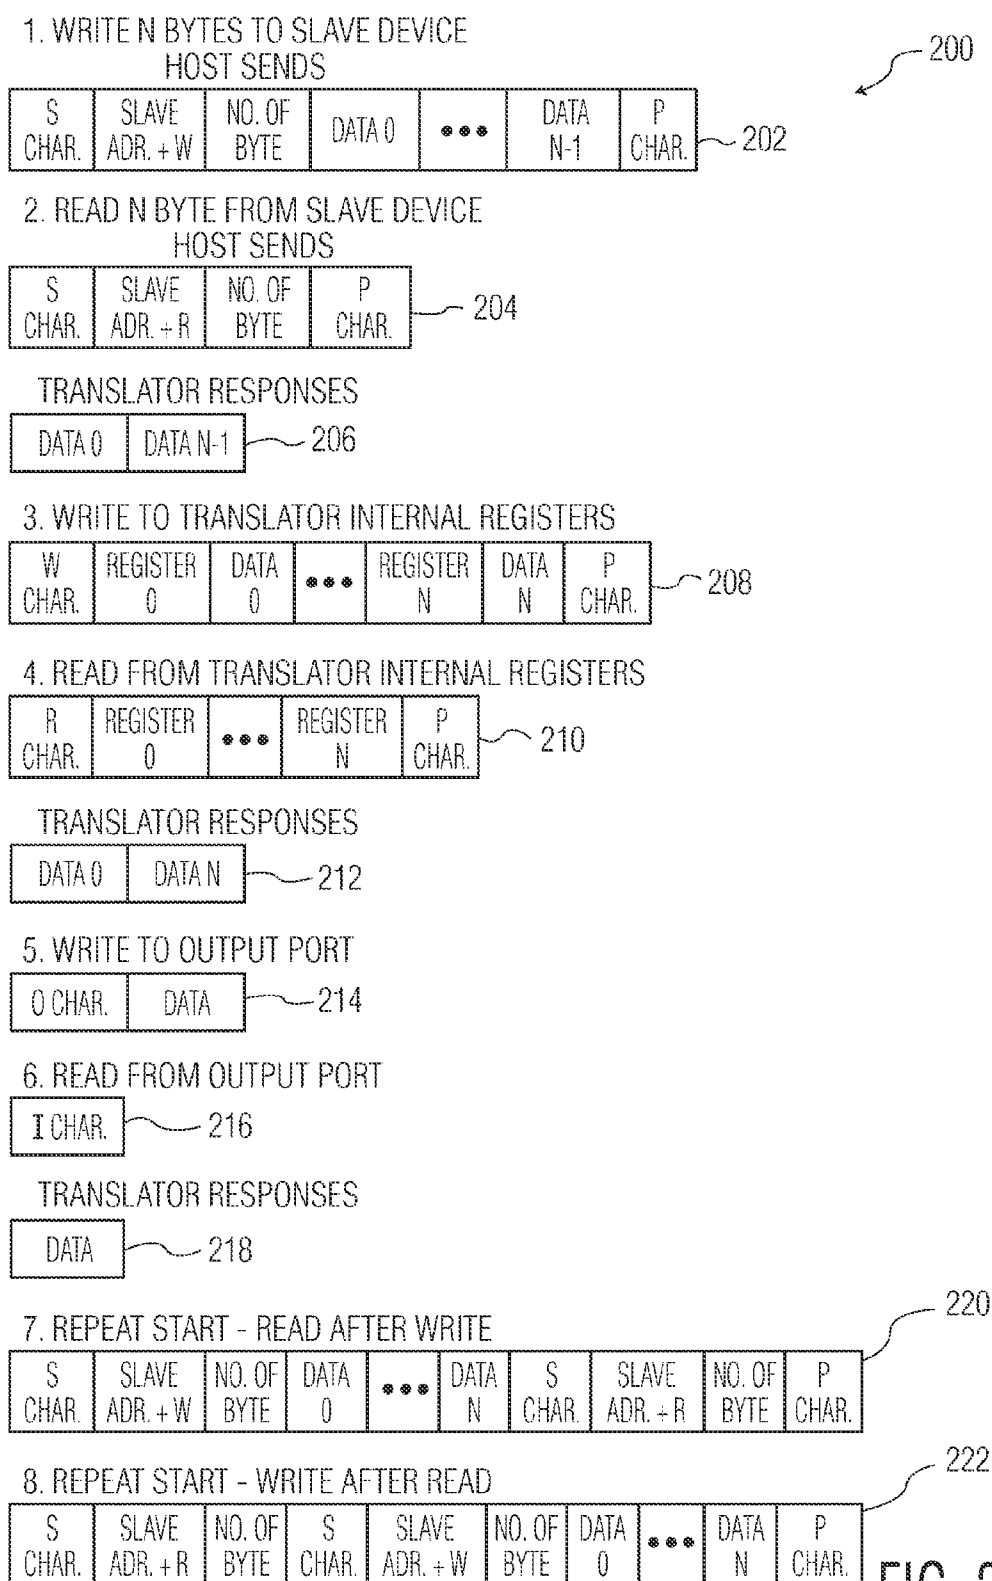 1. WRITE N BYTES TO SLAVE DEVICE
HOST SENDS
200
S CHAR. SLAVE ADR. + W NO. OF BYTE DATA 0 ••• DATA N-1 P CHAR. 202
2. READ N BYTE FROM SLAVE DEVICE
HOST SENDS
S CHAR. SLAVE ADR. + R NO. OF BYTE P CHAR. 204
TRANSLATOR RESPONSES
DATA 0 DATA N-1 206
3. WRITE TO TRANSLATOR INTERNAL REGISTERS
W CHAR. REGISTER 0 DATA 0 ••• REGISTER N DATA N P CHAR. 208
4. READ FROM TRANSLATOR INTERNAL REGISTERS
R CHAR. REGISTER 0 ••• REGISTER N P CHAR. 210
TRANSLATOR RESPONSES
DATA 0 DATA N 212
5. WRITE TO OUTPUT PORT
O CHAR. DATA 214
6. READ FROM OUTPUT PORT
I CHAR. 216
TRANSLATOR RESPONSES
DATA 218
7. REPEAT START - READ AFTER WRITE 220
S CHAR. SLAVE ADR. + W NO. OF BYTE DATA 0 ••• DATA N S CHAR. SLAVE ADR. + R NO. OF BYTE P CHAR.
8. REPEAT START - WRITE AFTER READ 222
S CHAR. SLAVE ADR. + R NO. OF BYTE S CHAR. SLAVE ADR. + W NO. OF BYTE DATA 0 ••• DATA N P CHAR.
FIG.